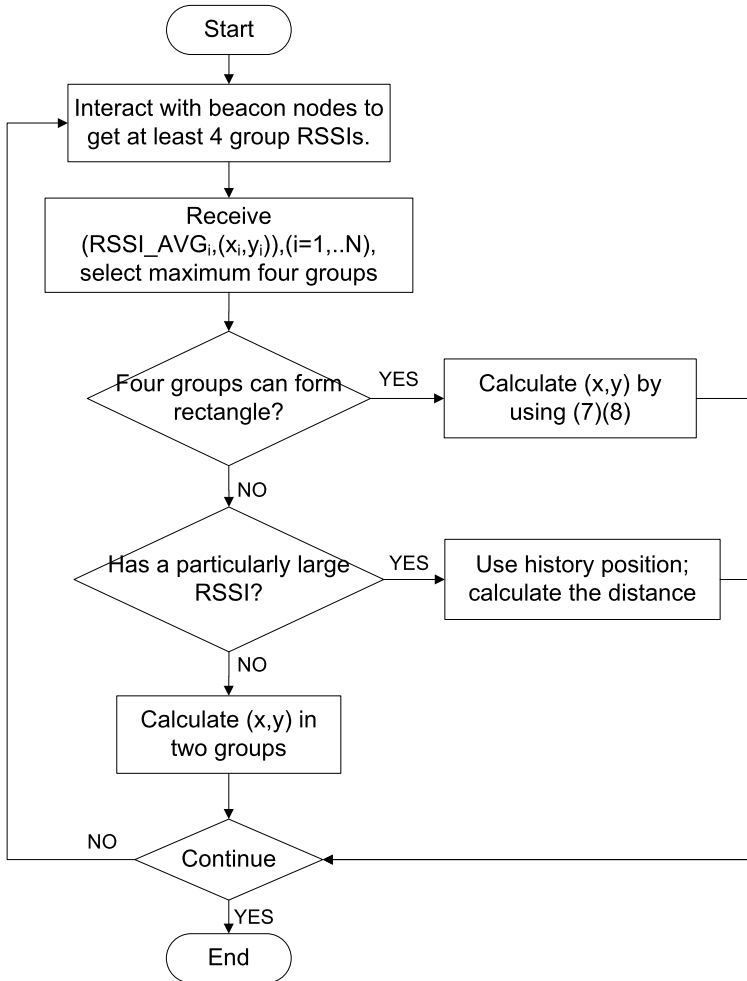 Start
Interact with beacon nodes to
get at least 4 group RSSIs.
Receive
(RSSI_AVGᵢ,(xᵢ,yᵢ)),(i=1,..N),
select maximum four groups
Four groups can form
rectangle?
YES
Calculate (x,y) by
using (7)(8)
NO
Has a particularly large
RSSI?
YES
Use history position;
calculate the distance
NO
Calculate (x,y) in
two groups
NO
Continue
YES
End